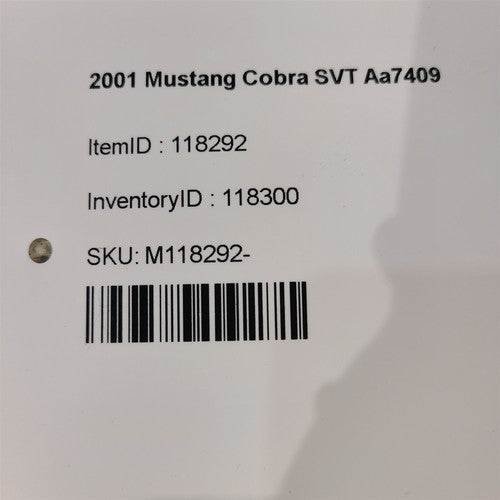 2001 Mustang Cobra SVT Aa7409
ItemID : 118292
InventoryID : 118300
SKU: M118292-